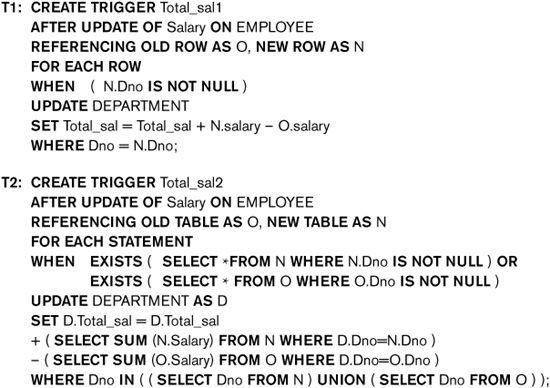 T1: CREATE TRIGGER Total_sal1
AFTER UPDATE OF Salary ON EMPLOYEE
REFERENCING OLD ROW AS O, NEW ROW AS N
FOR EACH ROW
WHEN ( N.Dno IS NOT NULL )
UPDATE DEPARTMENT
SET Total_sal = Total_sal + N.salary – O.salary
WHERE Dno = N.Dno;
T2: CREATE TRIGGER Total_sal2
AFTER UPDATE OF Salary ON EMPLOYEE
REFERENCING OLD TABLE AS O, NEW TABLE AS N
FOR EACH STATEMENT
WHEN EXISTS ( SELECT *FROM N WHERE N.Dno IS NOT NULL ) OR
EXISTS ( SELECT * FROM O WHERE O.Dno IS NOT NULL )
UPDATE DEPARTMENT AS D
SET D.Total_sal = D.Total_sal
+ ( SELECT SUM (N.Salary) FROM N WHERE D.Dno=N.Dno )
– ( SELECT SUM (O.Salary) FROM O WHERE D.Dno=O.Dno )
WHERE Dno IN ( ( SELECT Dno FROM N ) UNION ( SELECT Dno FROM O ) );